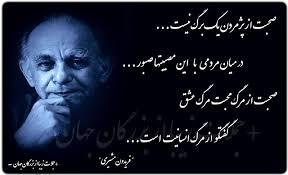 صحبت از پژمردن یک برگ نیست...
در میان مردمی با این مصیبتها صبور...
صحبت از مرگ محبت مرگ عشق
گفتگو از مرگ انسانیت است...
"فریدون مشیری"